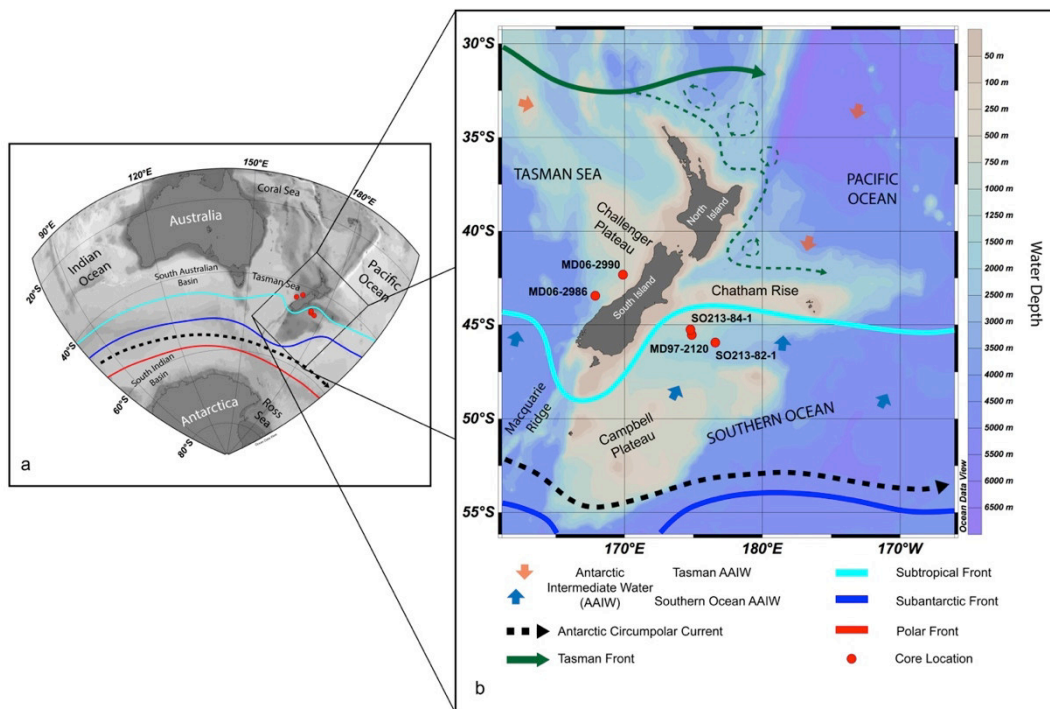 150°E
120°E
180°E
90°E
Coral Sea
Australia
Indian
Ocean
Pacific
Ocean
South Australian
Basin
Tasman Sea
20°S
40°S
South Indian
Basin
60°S
Antarctica
Ross
Sea
80°S
a
30°S
35°S
40°S
45°S
50°S
55°S
TASMAN SEA
PACIFIC
OCEAN
North
Island
Challenger
Plateau
MD06-2990
MD06-2986
South Island
Chatham Rise
SO213-84-1
MD97-2120
SO213-82-1
Macquarie
Ridge
Campbell
Plateau
SOUTHERN OCEAN
170°E
180°E
170°W
Ocean Data View
50 m
100 m
250 m
500 m
750 m
1000 m
1250 m
1500 m
2000 m
2500 m
3000 m
3500 m
4000 m
4500 m
5000 m
5500 m
6000 m
6500 m
Water Depth
Antarctic
Intermediate Water
(AAIW)
Tasman AAIW
Southern Ocean AAIW
Antarctic Circumpolar Current
Tasman Front
Subtropical Front
Subantarctic Front
Polar Front
Core Location
b